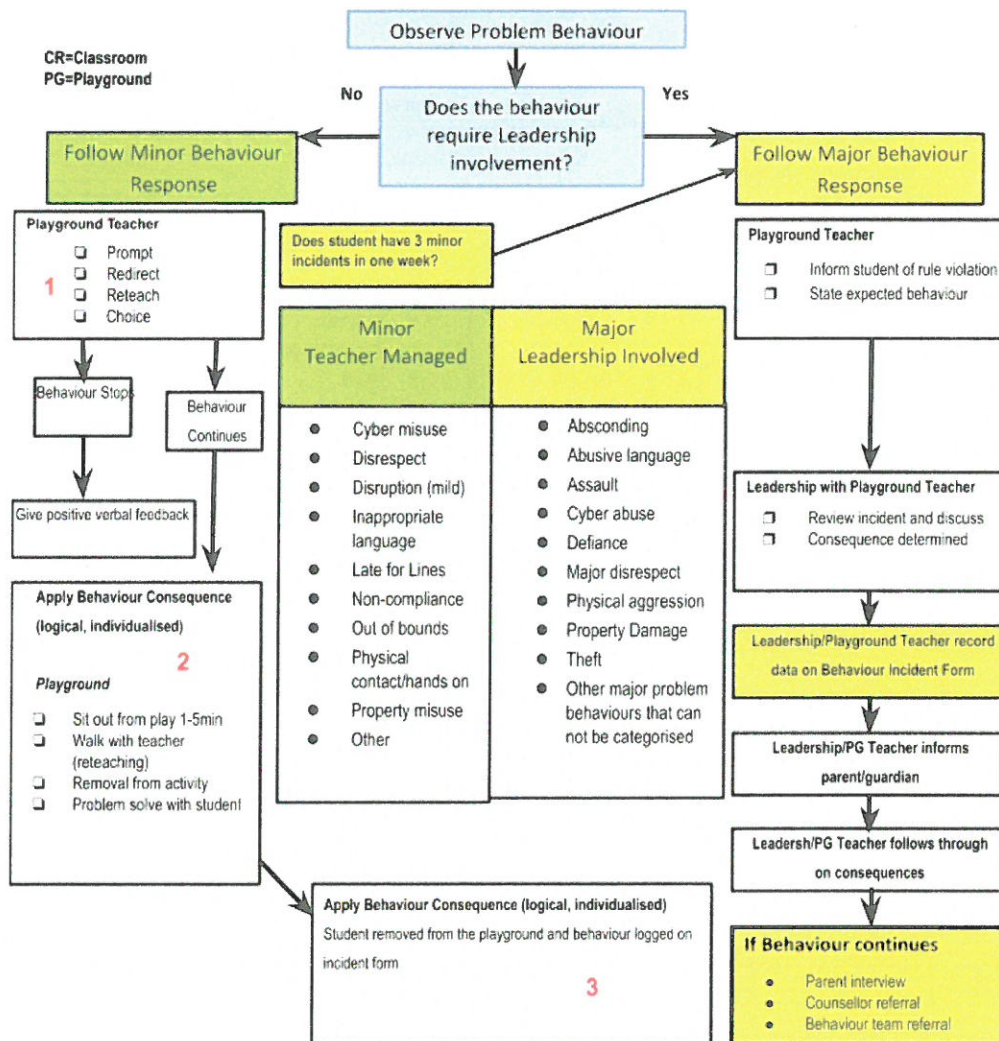 Observe Problem Behaviour
CR=Classroom
PG=Playground
No
Yes
Does the behaviour
require Leadership
involvement?
Follow Minor Behaviour
Response
Follow Major Behaviour
Response
Playground Teacher
Prompt
Redirect
Reteach
Choice
1
Does student have 3 minor
incidents in one week?
Playground Teacher
Inform student of rule violation
State expected behaviour
Behaviour Stops
Behaviour
Continues
Give positive verbal feedback
Minor
Teacher Managed
Cyber misuse
Disrespect
Disruption (mild)
Inappropriate
language
Late for Lines
Non-compliance
Out of bounds
Physical
contact/hands on
Property misuse
Other
Major
Leadership Involved
Absconding
Abusive language
Assault
Cyber abuse
Defiance
Major disrespect
Physical aggression
Property Damage
Theft
Other major problem
behaviours that can
not be categorised
Leadership with Playground Teacher
Review incident and discuss
Consequence determined
Apply Behaviour Consequence
(logical, individualised)
2
Playground
Sit out from play 1-5min
Walk with teacher
(reteaching)
Removal from activity
Problem solve with student
Leadership/Playground Teacher record
data on Behaviour Incident Form
Leadership/PG Teacher informs
parent/guardian
Leadersh/PG Teacher follows through
on consequences
Apply Behaviour Consequence (logical, individualised)
Student removed from the playground and behaviour logged on
incident form
3
If Behaviour continues
Parent interview
Counsellor referral
Behaviour team referral